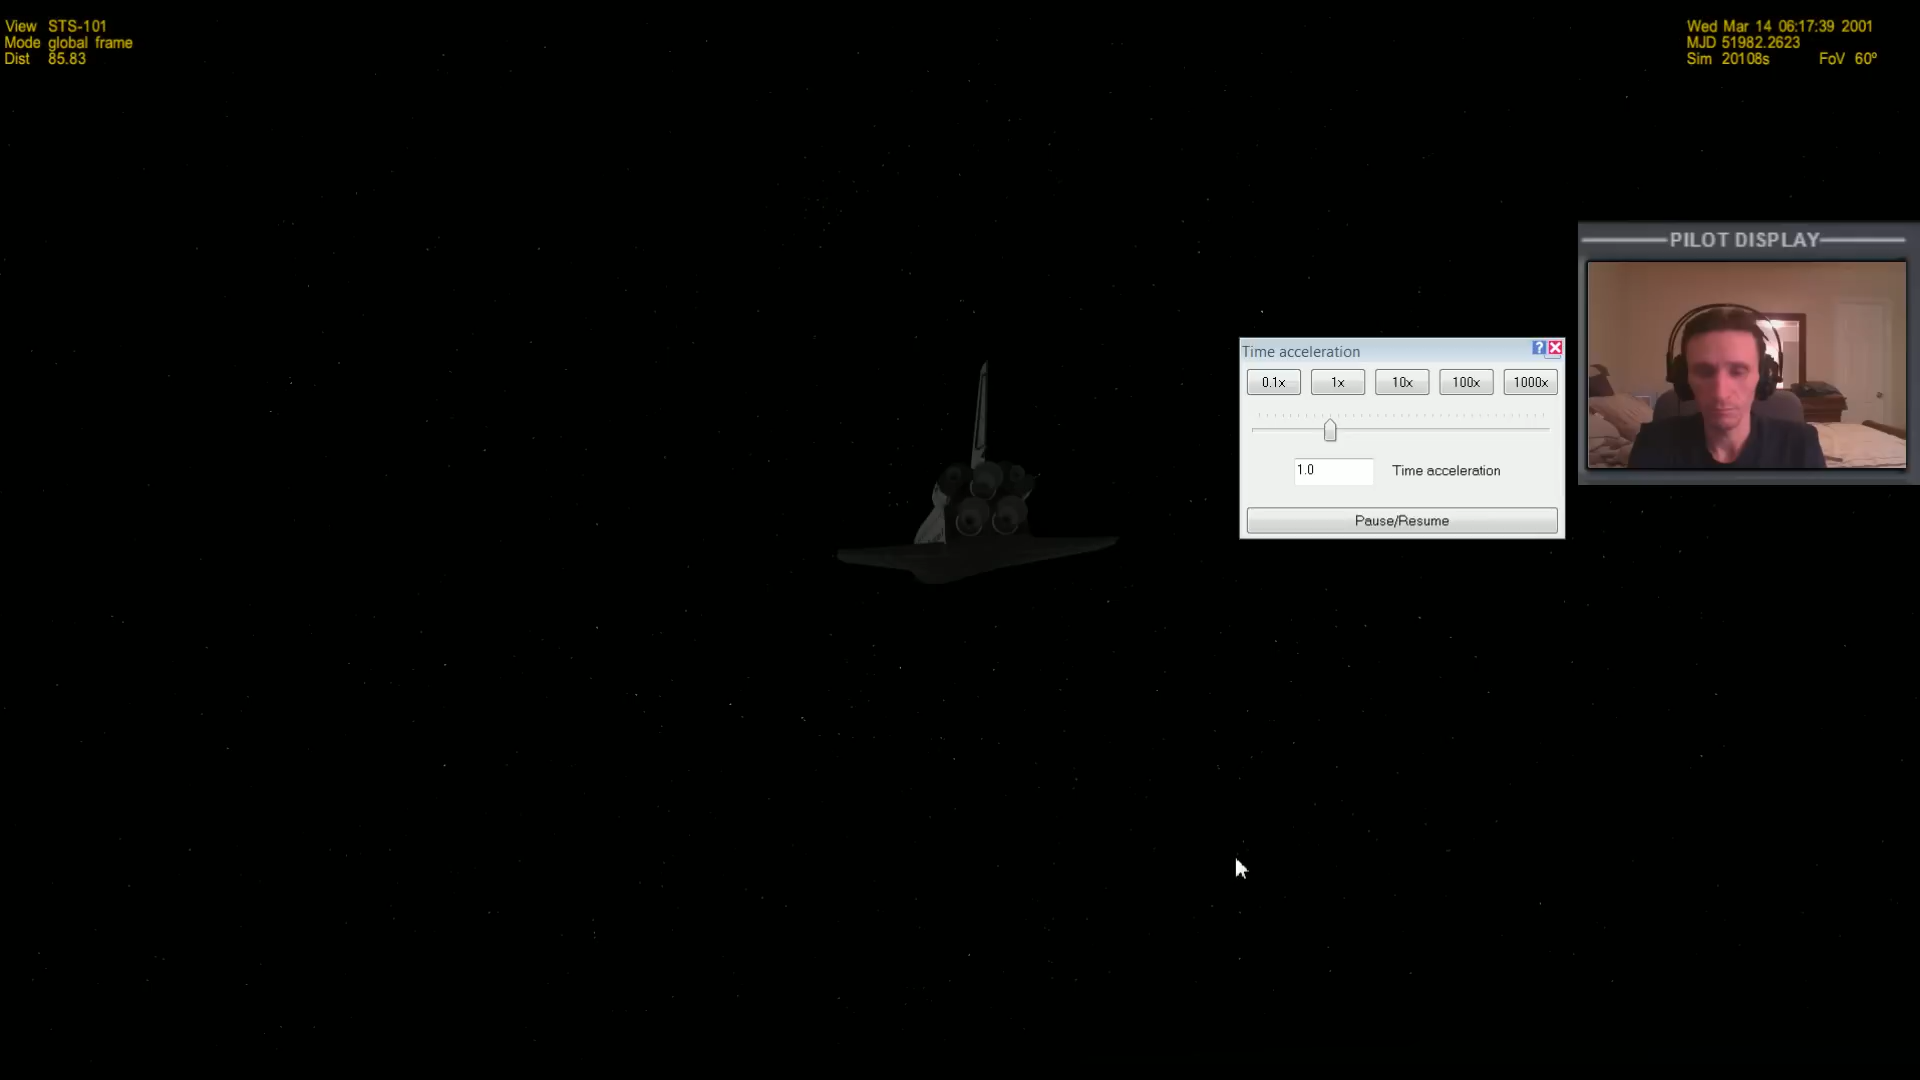 View STS-101
Mode global frame
Dist 85.83
Wed Mar 14 06:17:39 2001
MJD 51982.2623
Sim 20108s FoV 60°
PILOT DISPLAY
Time acceleration ?
0.1x 1x 10x 100x 1000x
1.0 Time acceleration
Pause/Resume